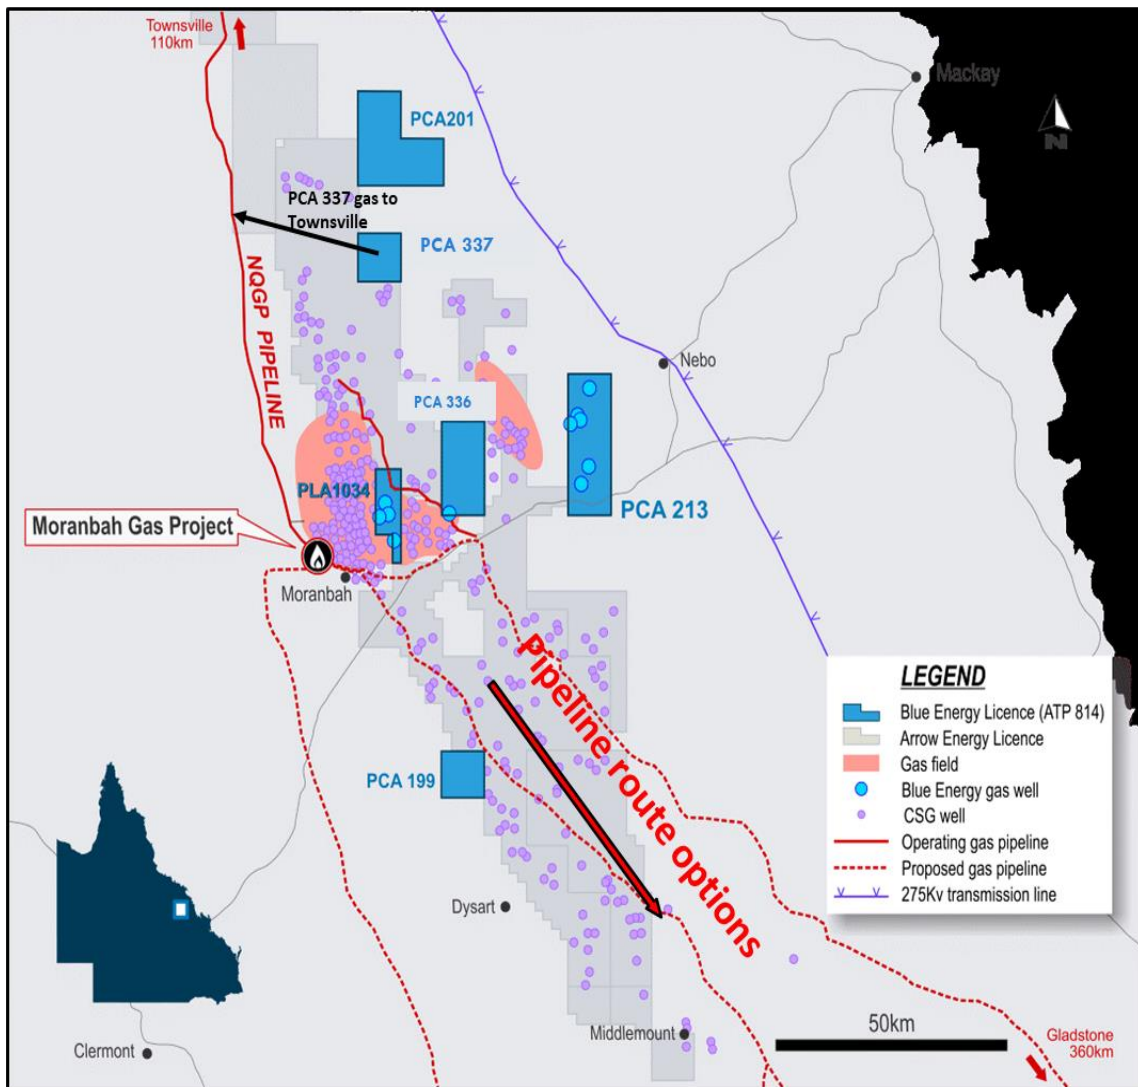 Townsville
110km
Mackay
PCA201
N
PCA 337 gas to
Townsville
PCA 337
NQGP PIPELINE
Nebo
PCA 336
PLA1034
PCA 213
Moranbah Gas Project
Moranbah
Pipeline route options
PCA 199
Dysart
Middlemount
Clermont
50km
Gladstone
360km
LEGEND
Blue Energy Licence (ATP 814)
Arrow Energy Licence
Gas field
Blue Energy gas well
CSG well
Operating gas pipeline
Proposed gas pipeline
275Kv transmission line